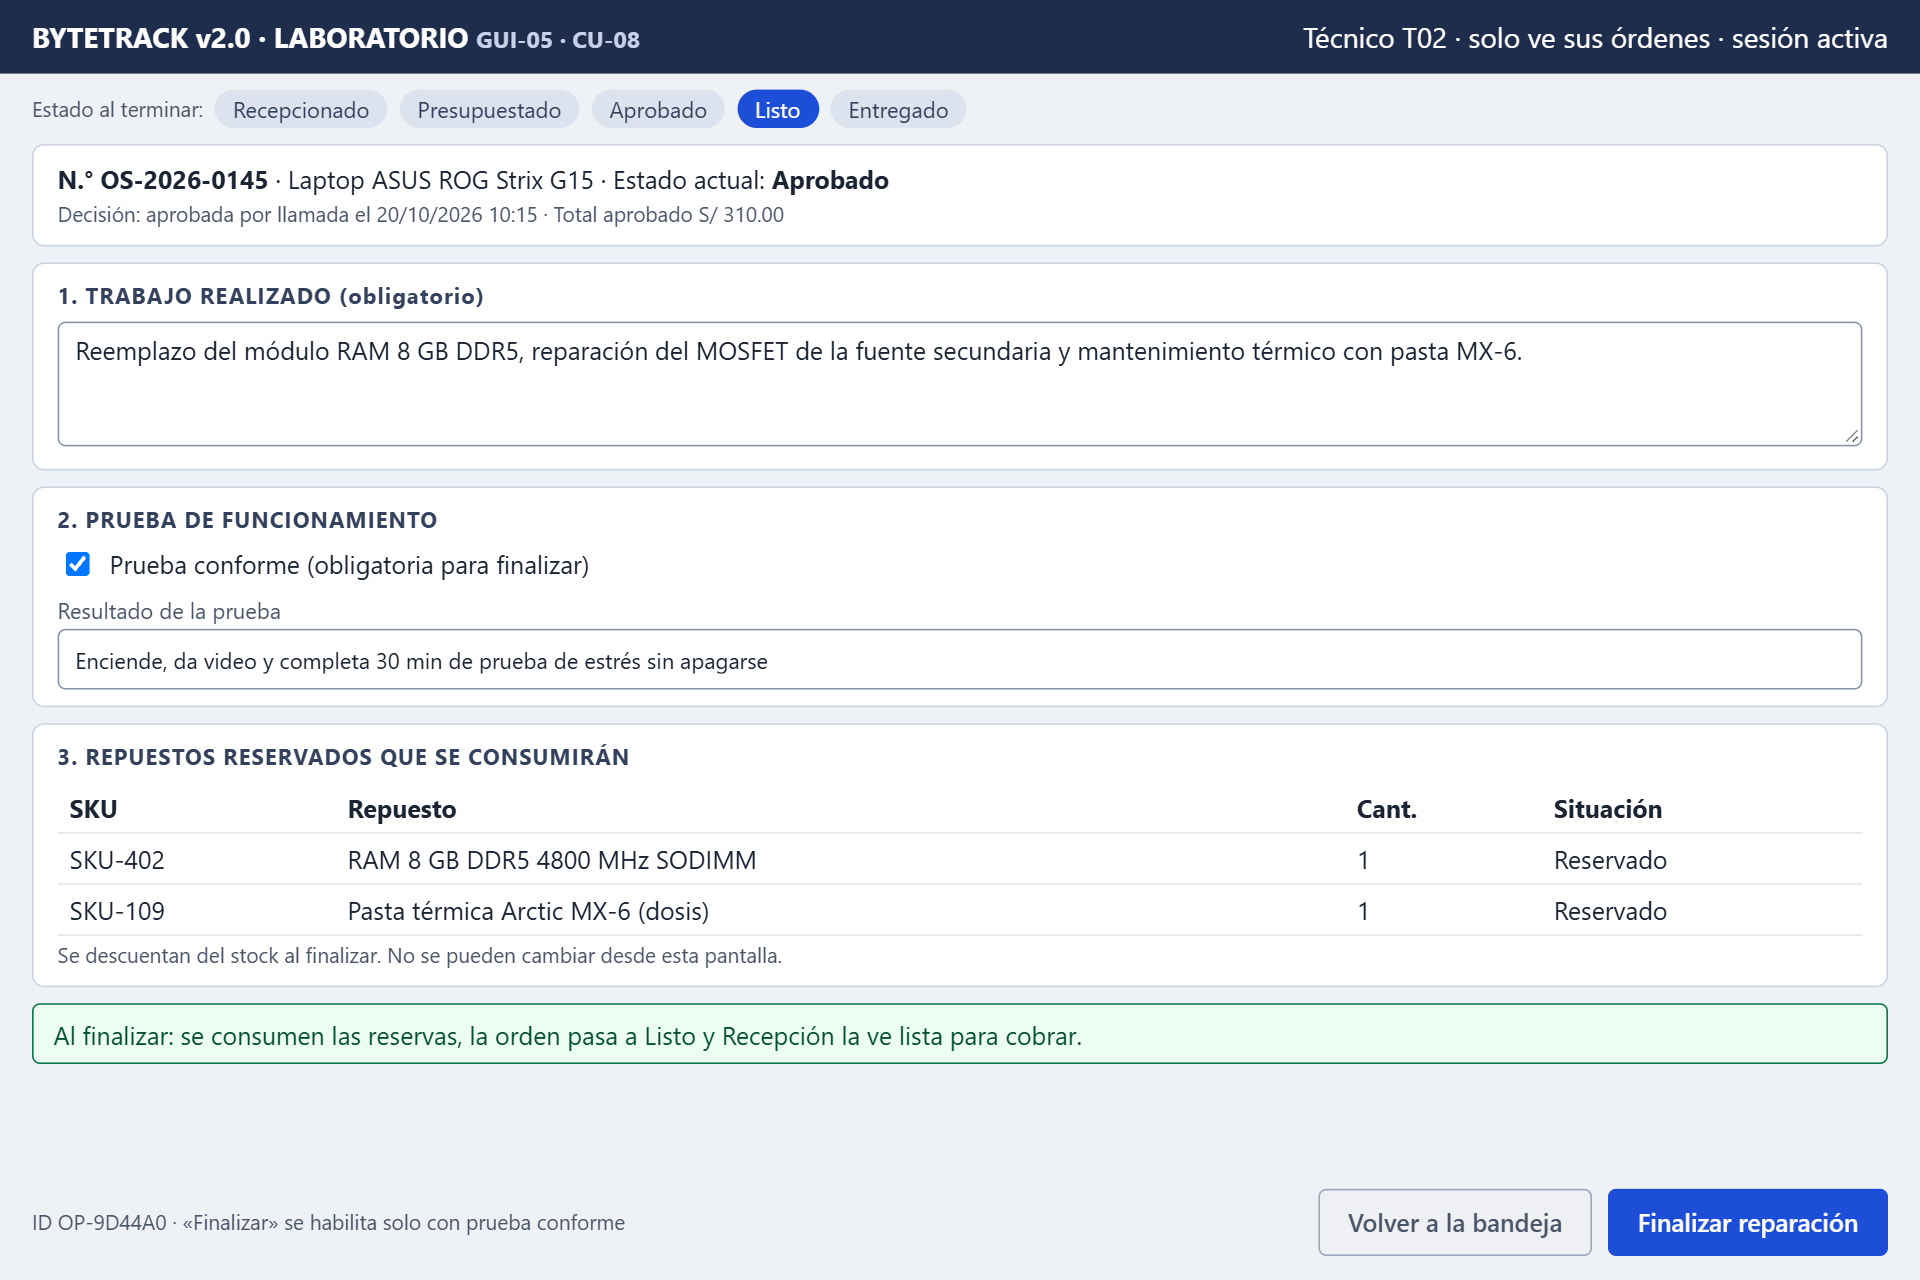 BYTETRACK v2.0 · LABORATORIO GUI-05 · CU-08
Técnico T02 · solo ve sus órdenes · sesión activa
Estado al terminar: Recepcionado Presupuestado Aprobado Listo Entregado
N.° OS-2026-0145 · Laptop ASUS ROG Strix G15 · Estado actual: Aprobado
Decisión: aprobada por llamada el 20/10/2026 10:15 · Total aprobado S/ 310.00
1. TRABAJO REALIZADO (obligatorio)
Reemplazo del módulo RAM 8 GB DDR5, reparación del MOSFET de la fuente secundaria y mantenimiento térmico con pasta MX-6.
2. PRUEBA DE FUNCIONAMIENTO
Prueba conforme (obligatoria para finalizar)
Resultado de la prueba
Enciende, da video y completa 30 min de prueba de estrés sin apagarse
3. REPUESTOS RESERVADOS QUE SE CONSUMIRÁN
SKU Repuesto Cant. Situación
SKU-402 RAM 8 GB DDR5 4800 MHz SODIMM 1 Reservado
SKU-109 Pasta térmica Arctic MX-6 (dosis) 1 Reservado
Se descuentan del stock al finalizar. No se pueden cambiar desde esta pantalla.
Al finalizar: se consumen las reservas, la orden pasa a Listo y Recepción la ve lista para cobrar.
ID OP-9D44A0 · «Finalizar» se habilita solo con prueba conforme
Volver a la bandeja
Finalizar reparación